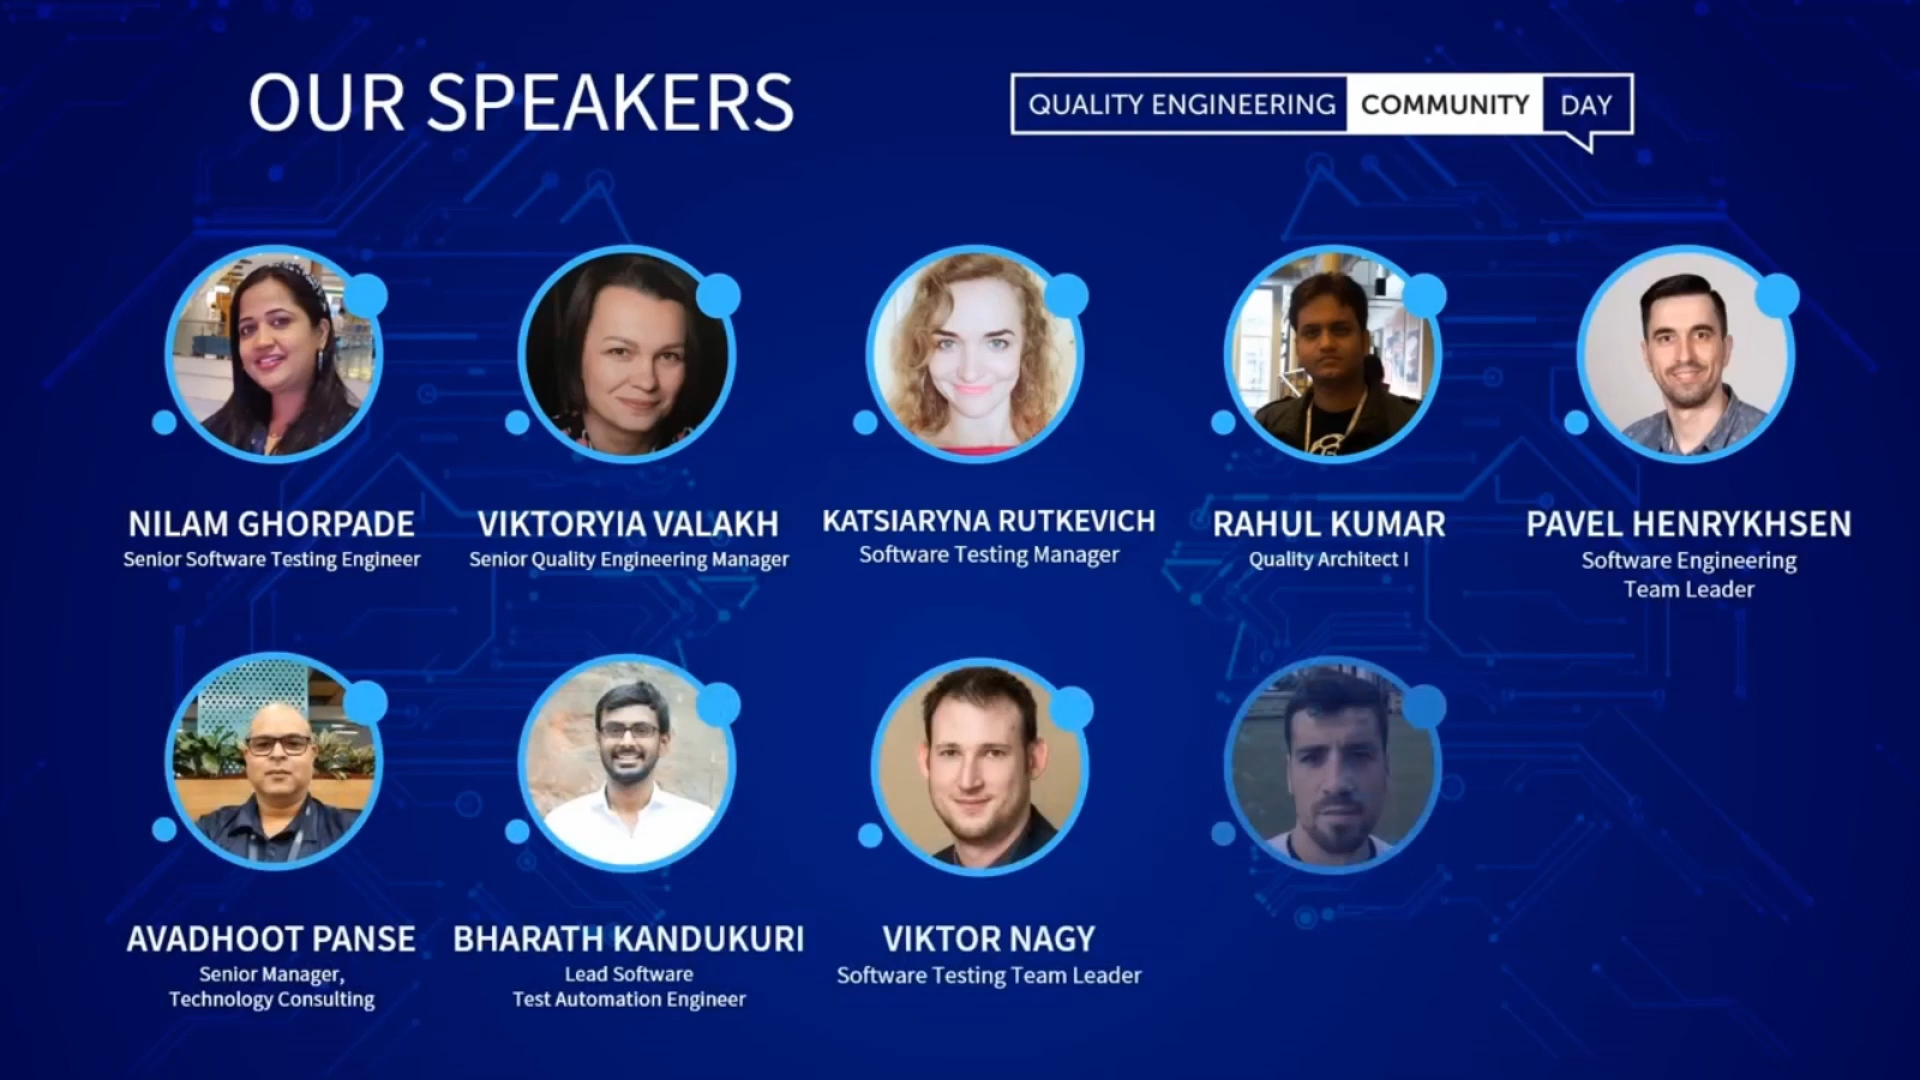 OUR SPEAKERS
QUALITY ENGINEERING COMMUNITY DAY
NILAM GHORPADE
Senior Software Testing Engineer
VIKTORYIA VALAKH
Senior Quality Engineering Manager
KATSIARYNA RUTKEVICH
Software Testing Manager
RAHUL KUMAR
Quality Architect I
PAVEL HENRYKHSEN
Software Engineering
Team Leader
AVADHOOT PANSE
Senior Manager,
Technology Consulting
BHARATH KANDUKURI
Lead Software
Test Automation Engineer
VIKTOR NAGY
Software Testing Team Leader